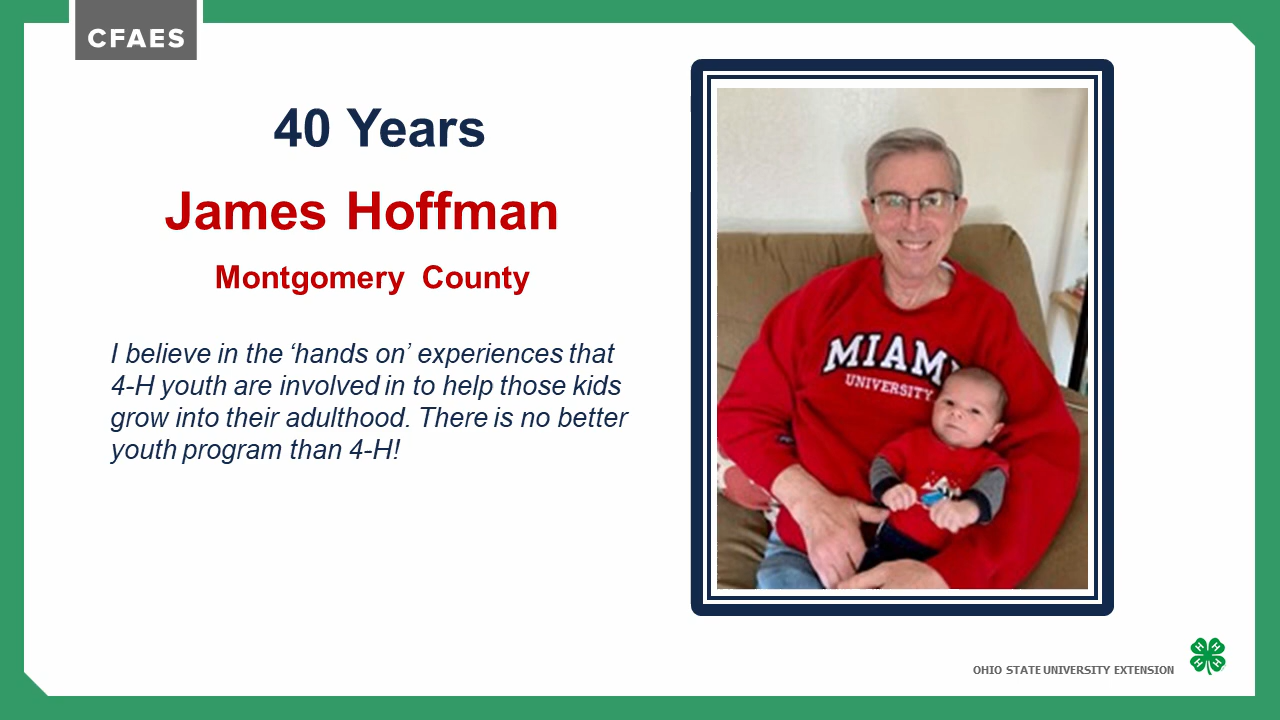 CFAES
40 Years
James Hoffman
Montgomery County
I believe in the ‘hands on’ experiences that
4-H youth are involved in to help those kids
grow into their adulthood. There is no better
youth program than 4-H!
MIAMI
UNIVERSITY
OHIO STATE UNIVERSITY EXTENSION
H H H H